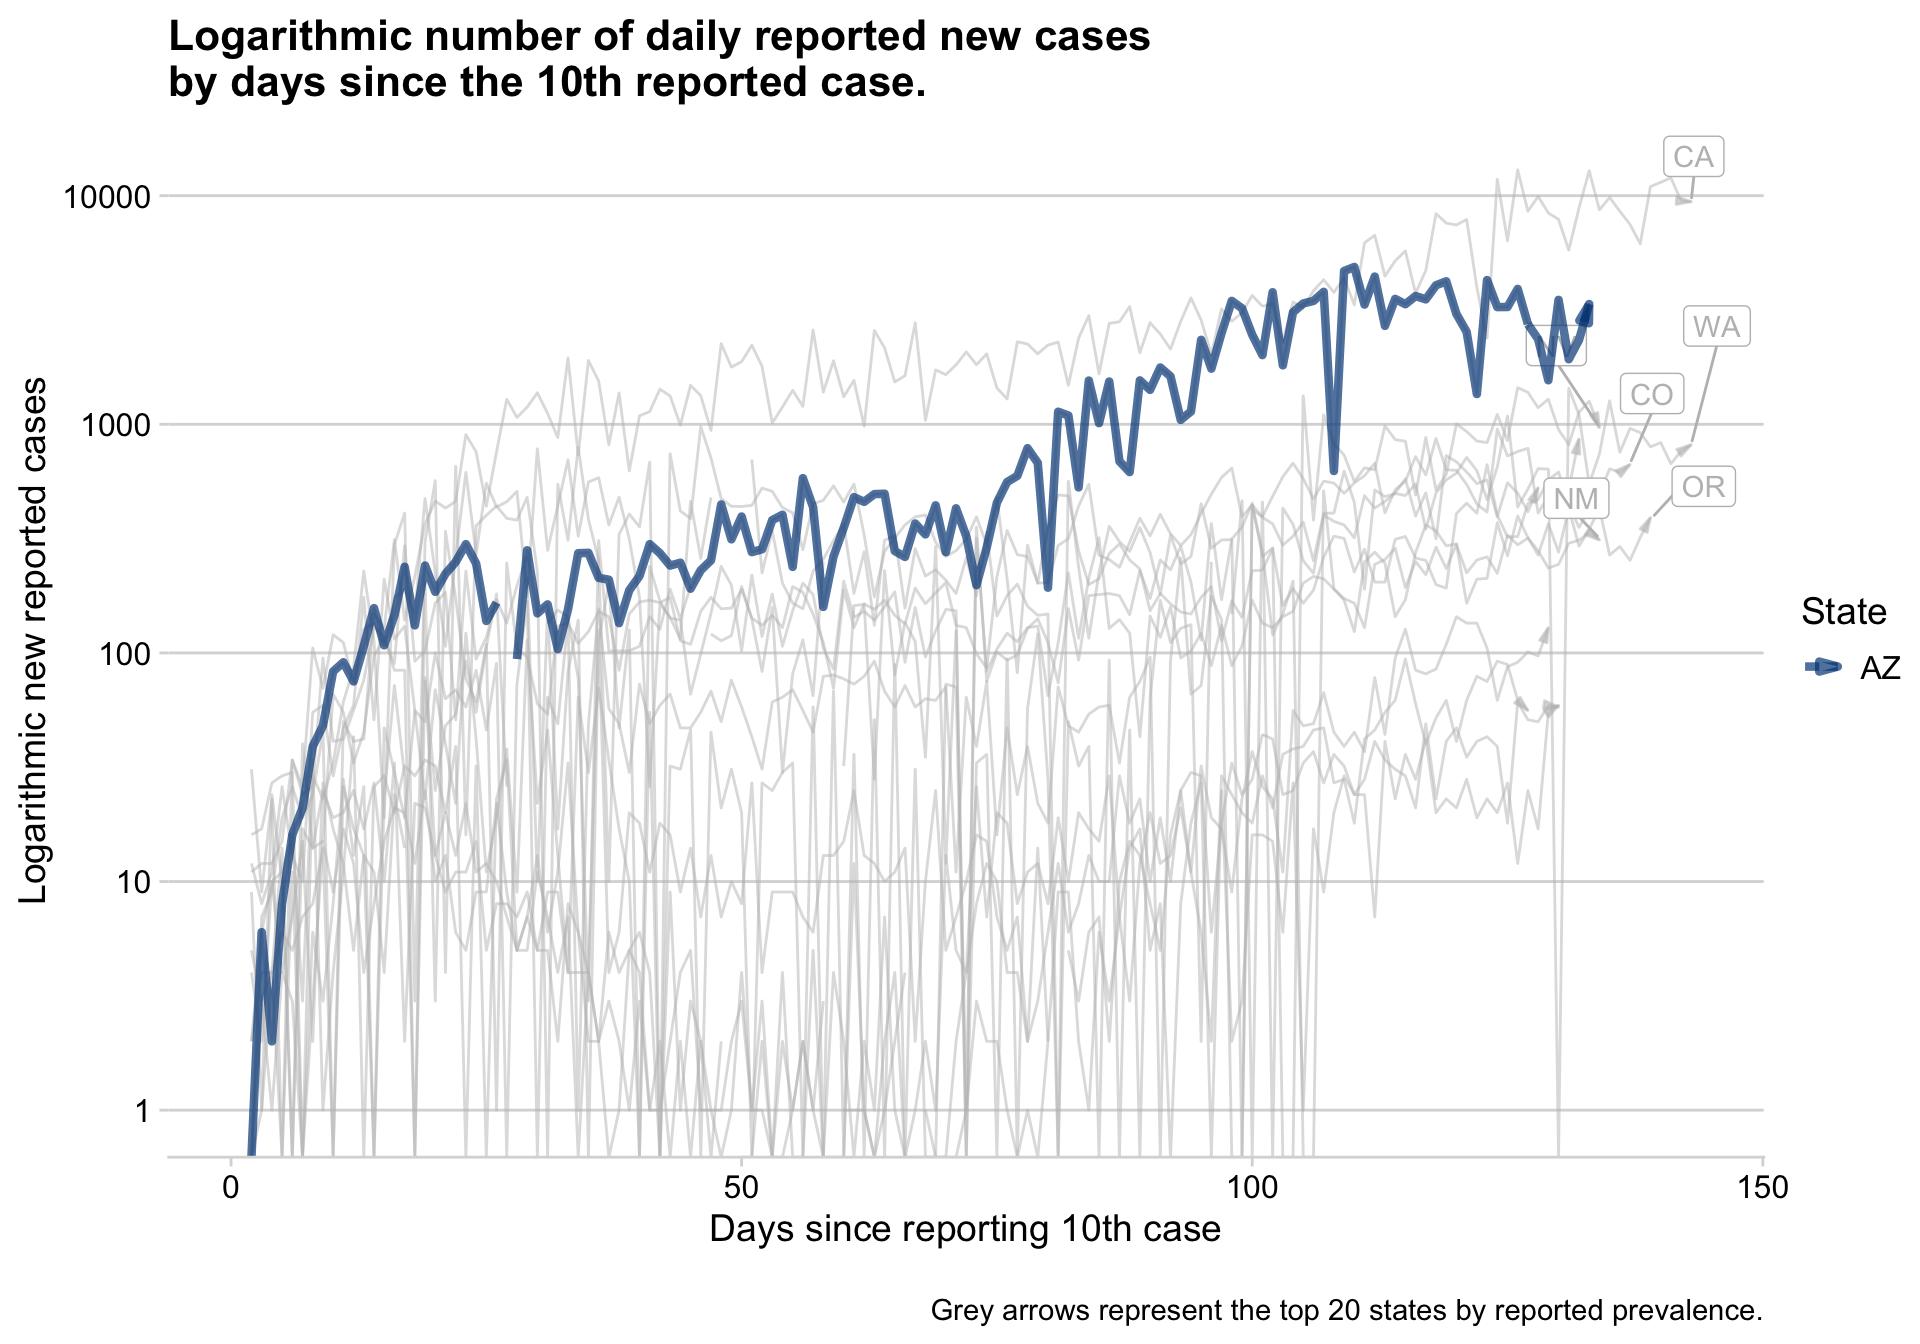 Logarithmic number of daily reported new cases
by days since the 10th reported case.
Logarithmic new reported cases
10000
1000
100
10
1
CA
WA
CO
OR
NM
State
AZ
0
50
100
150
Days since reporting 10th case
Grey arrows represent the top 20 states by reported prevalence.